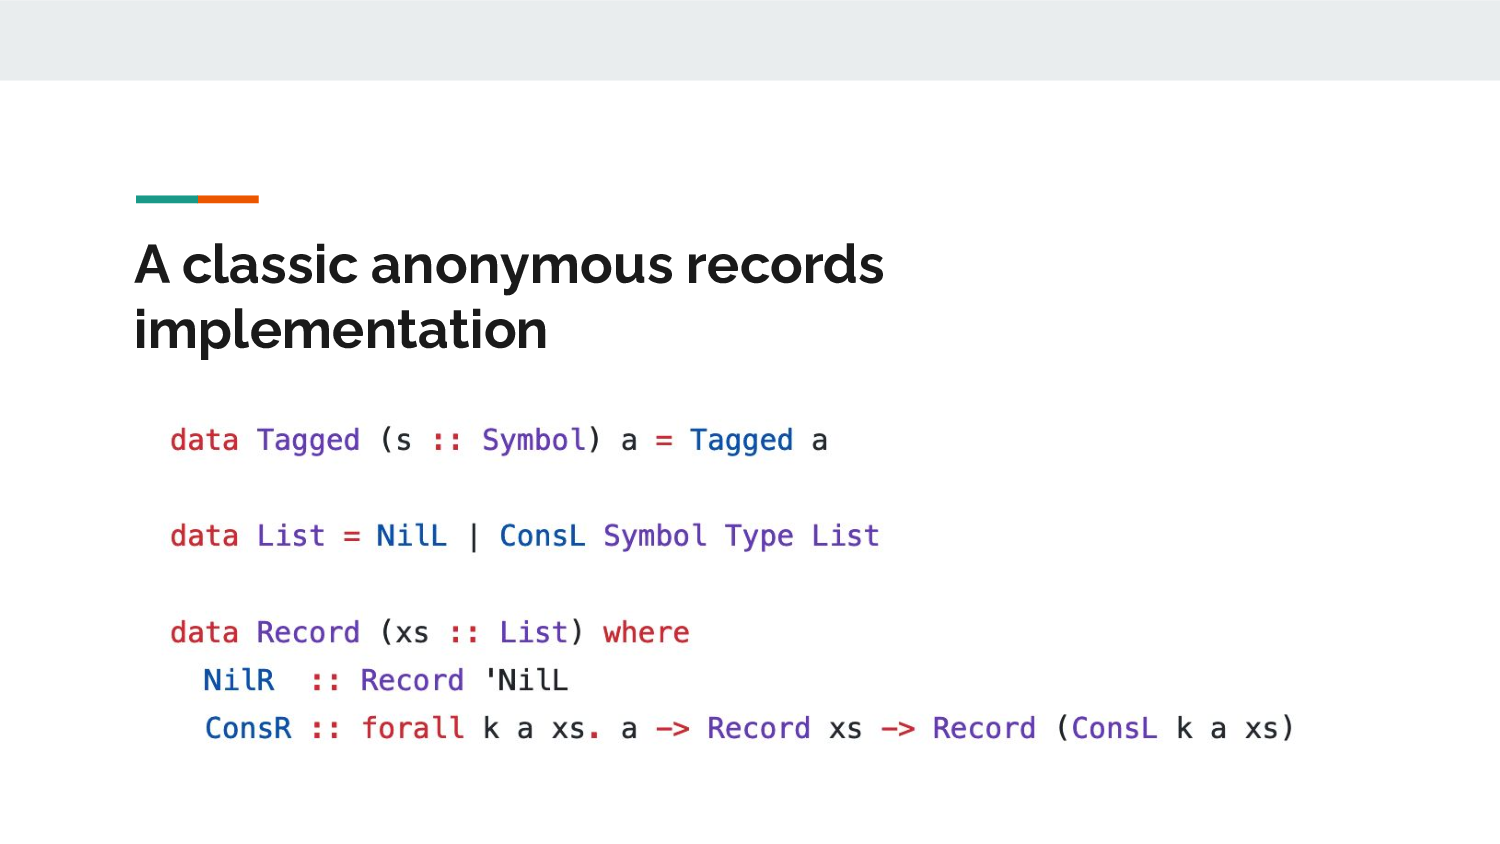 A classic anonymous records
implementation
data Tagged (s :: Symbol) a = Tagged a
data List = NilL | ConsL Symbol Type List
data Record (xs :: List) where
  NilR  :: Record 'NilL
  ConsR :: forall k a xs. a -> Record xs -> Record (ConsL k a xs)